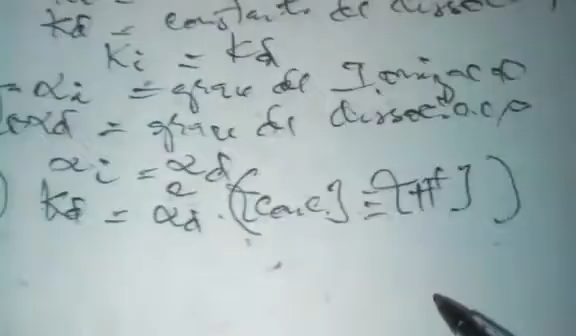 Kd = constante de dissoc
Ki = Kd
= αi = grau de Ionização
αd = grau de dissociação
αi = αd
Kd = αd². ([conc] = [H⁺])